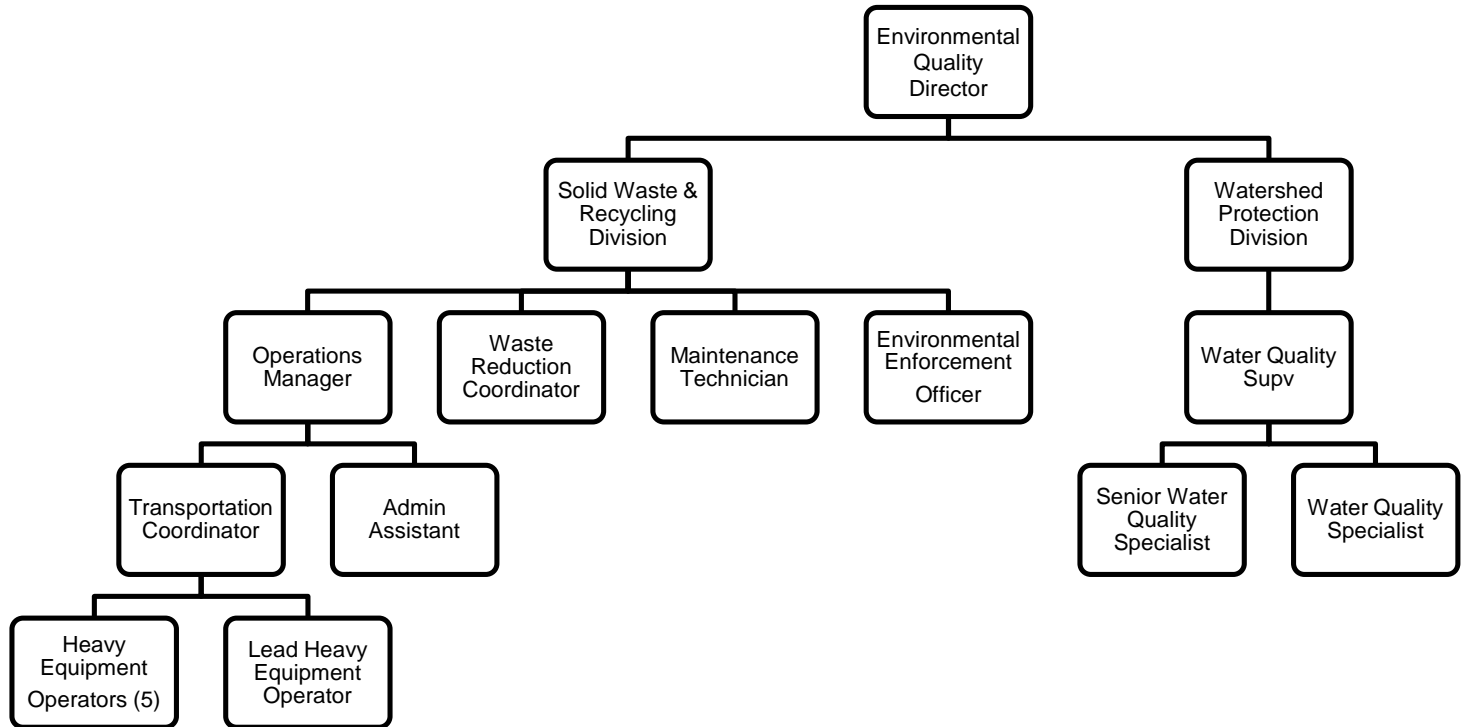 Environmental
Quality
Director
Solid Waste &
Recycling
Division
Watershed
Protection
Division
Operations
Manager
Waste
Reduction
Coordinator
Maintenance
Technician
Environmental
Enforcement
Officer
Water Quality
Supv
Transportation
Coordinator
Admin
Assistant
Senior Water
Quality
Specialist
Water Quality
Specialist
Heavy
Equipment
Operators (5)
Lead Heavy
Equipment
Operator